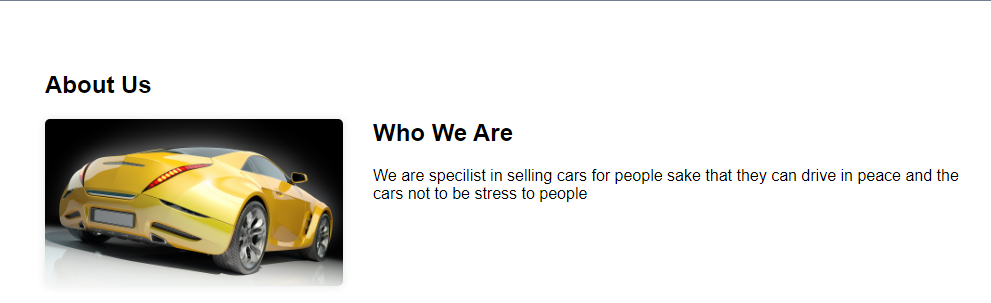 About Us
Who We Are
We are specilist in selling cars for people sake that they can drive in peace and the
cars not to be stress to people